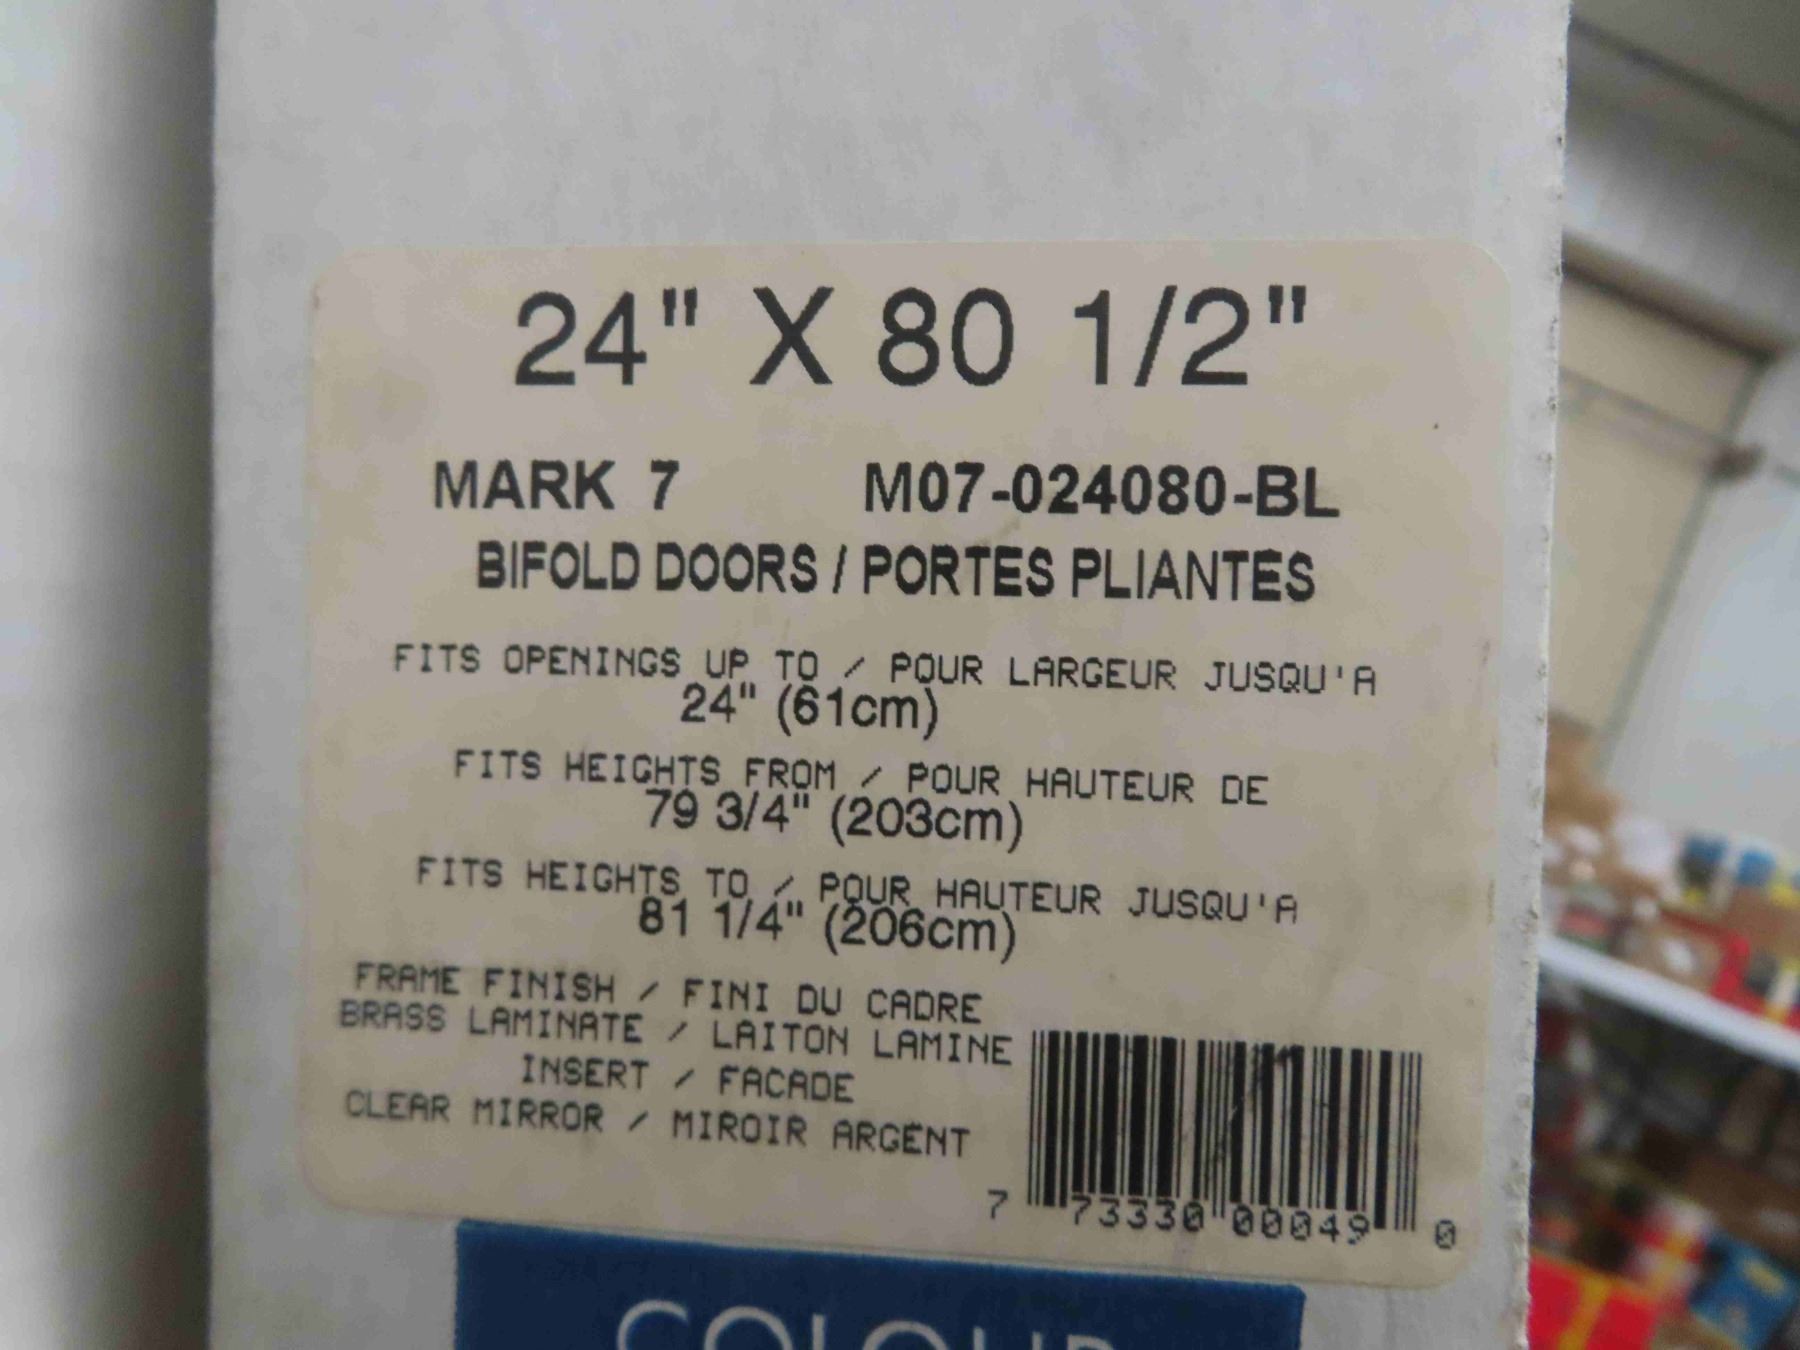 24" X 80 1/2"
MARK 7 M07-024080-BL
BIFOLD DOORS / PORTES PLIANTES
FITS OPENINGS UP TO / POUR LARGEUR JUSQU'A
24" (61cm)
FITS HEIGHTS FROM / POUR HAUTEUR DE
79 3/4" (203cm)
FITS HEIGHTS TO / POUR HAUTEUR JUSQU'A
81 1/4" (206cm)
FRAME FINISH / FINI DU CADRE
BRASS LAMINATE / LAITON LAMINE
INSERT / FACADE
CLEAR MIRROR / MIROIR ARGENT
7 73330 00049 0
COLOUR